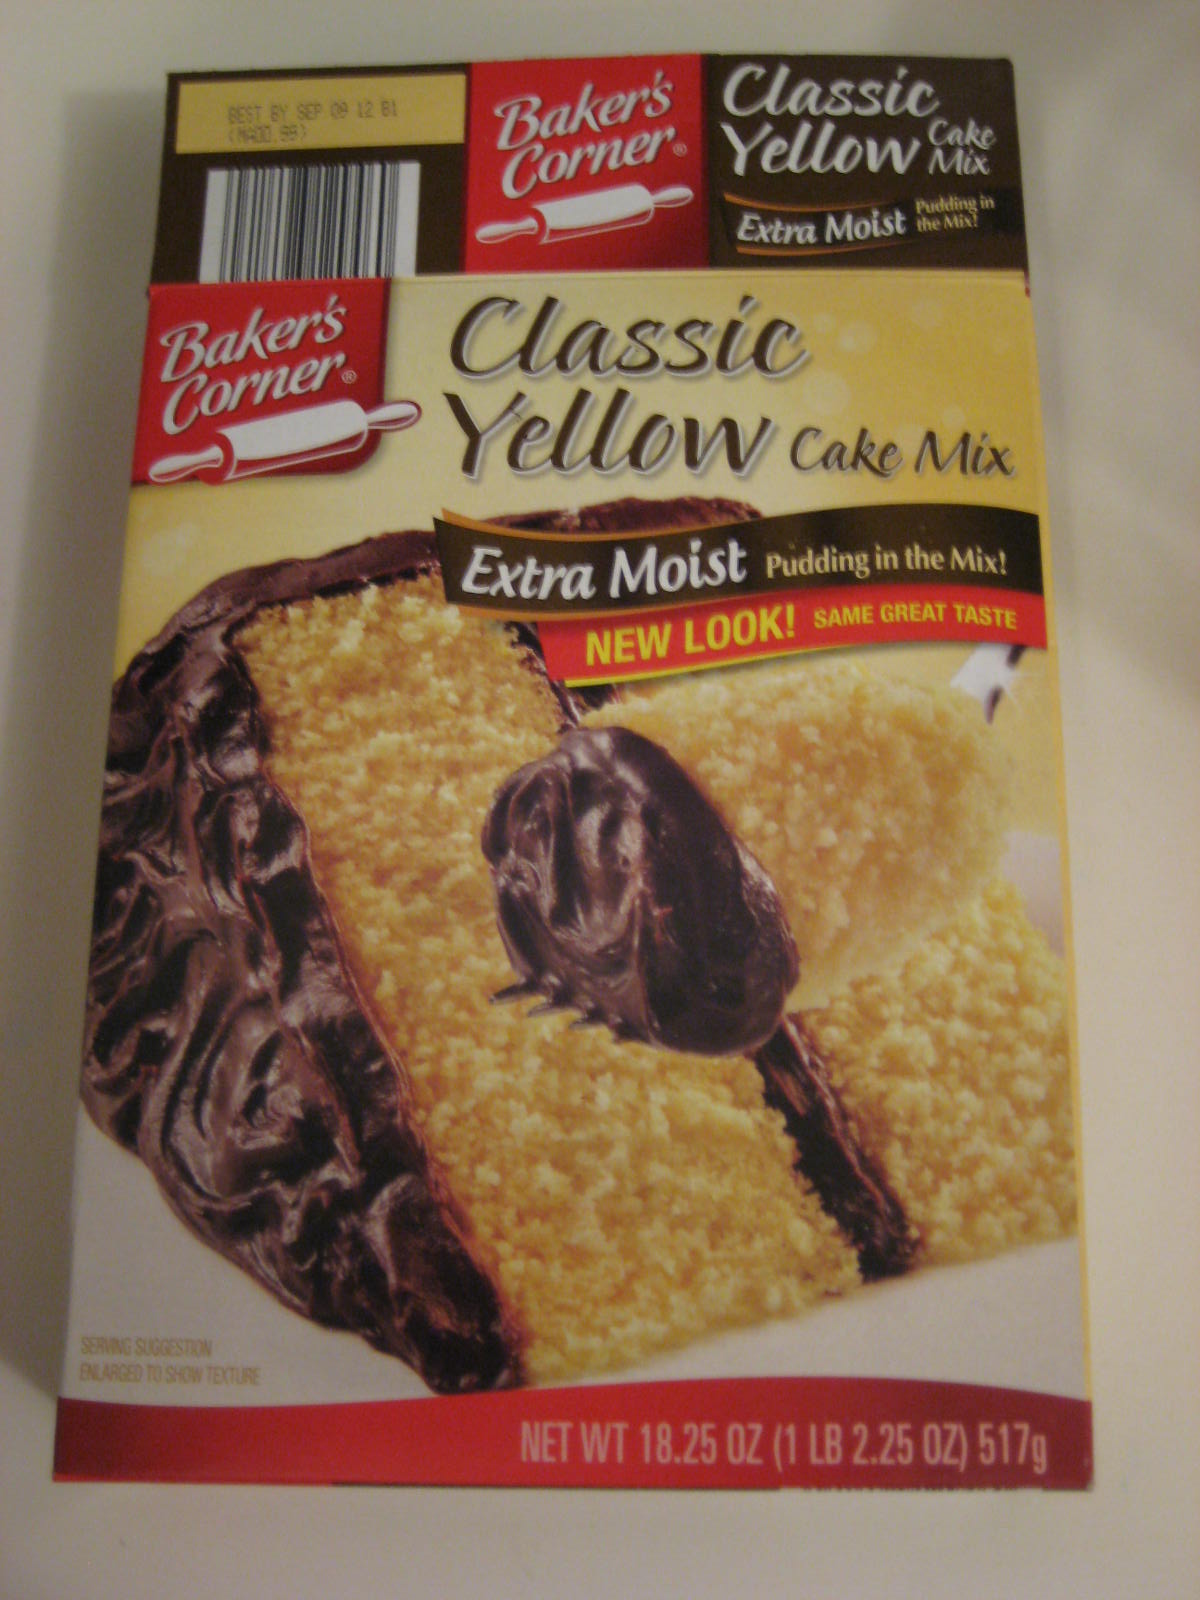 BEST BY SEP 09 12 B1
Baker's
Corner®
Classic
Yellow Cake
Mix
Extra Moist Pudding in
the Mix!
Baker's
Corner®
Classic
Yellow Cake Mix
Extra Moist Pudding in the Mix!
NEW LOOK! SAME GREAT TASTE
SERVING SUGGESTION
ENLARGED TO SHOW TEXTURE
NET WT 18.25 OZ (1 LB 2.25 OZ) 517g